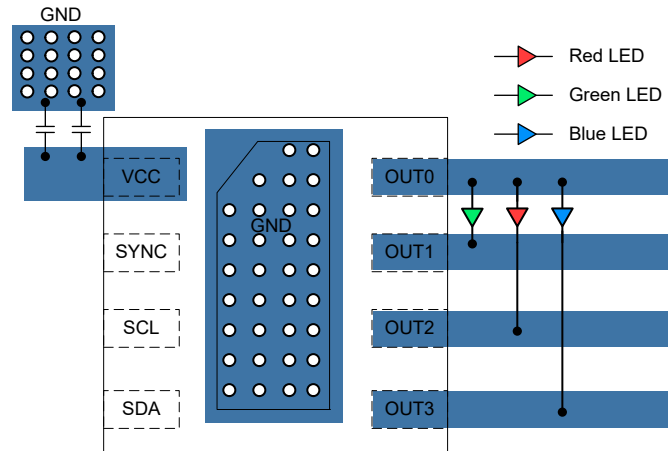 GND
Red LED
Green LED
Blue LED
VCC
OUT0
GND
SYNC
OUT1
SCL
OUT2
SDA
OUT3